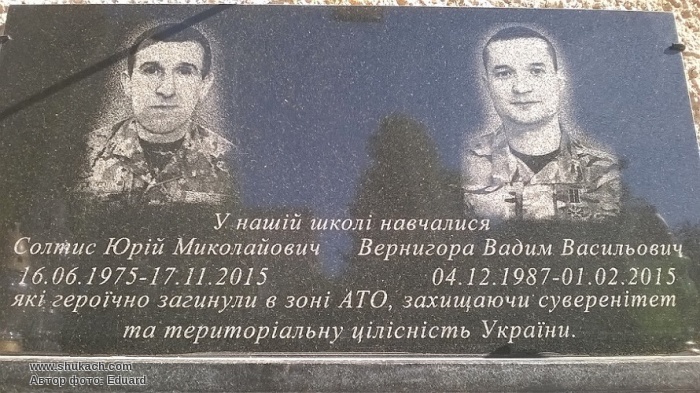 У нашій школі навчалися
Солтис Юрій Миколайович Вернигора Вадим Васильович
16.06.1975-17.11.2015 04.12.1987-01.02.2015
які героїчно загинули в зоні АТО, захищаючи суверенітет
та територіальну цілісність України.
www.shukach.com
Автор фото: Eduard